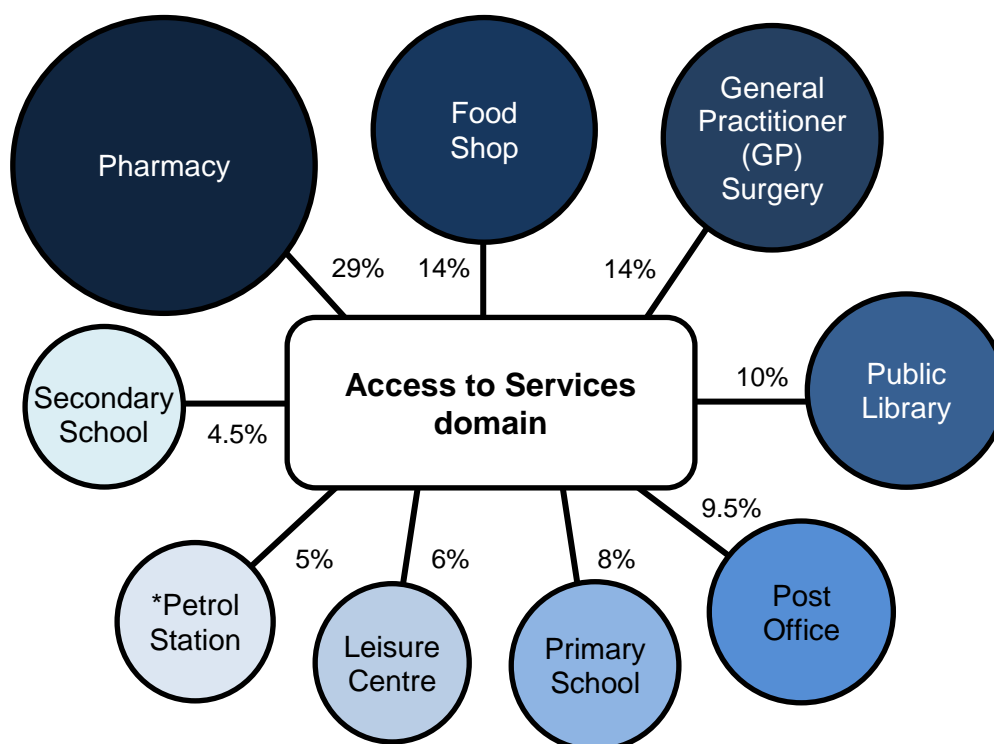 Pharmacy
Food
Shop
General
Practitioner
(GP)
Surgery
29%
14%
14%
Secondary
School
4.5%
Access to Services
domain
10%
Public
Library
9.5%
5%
6%
8%
*Petrol
Station
Leisure
Centre
Primary
School
Post
Office